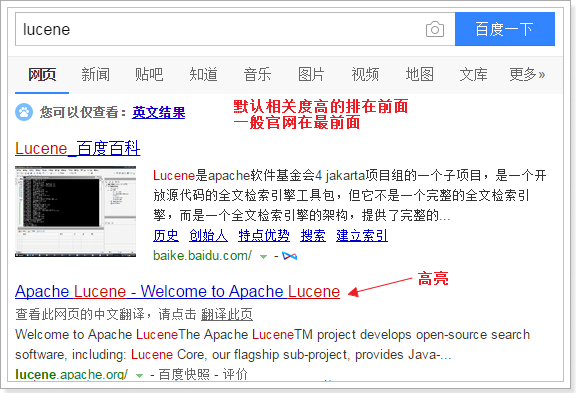 lucene
百度一下
网页 新闻 贴吧 知道 音乐 图片 视频 地图 文库 更多»
您可以仅查看：英文结果
默认相关度高的排在前面
一般官网在最前面
Lucene_百度百科
Lucene是apache软件基金会4 jakarta项目组的一个子项目，是一个开
放源代码的全文检索引擎工具包，但它不是一个完整的全文检索引
擎，而是一个全文检索引擎的架构，提供了完整的...
历史 创始人 特点优势 搜索 建立索引
baike.baidu.com/ -
高亮
Apache Lucene - Welcome to Apache Lucene
查看此网页的中文翻译，请点击 翻译此页
Welcome to Apache LuceneThe Apache LuceneTM project develops open-source search
software, including: Lucene Core, our flagship sub-project, provides Java-...
lucene.apache.org/ - 百度快照 - 评价